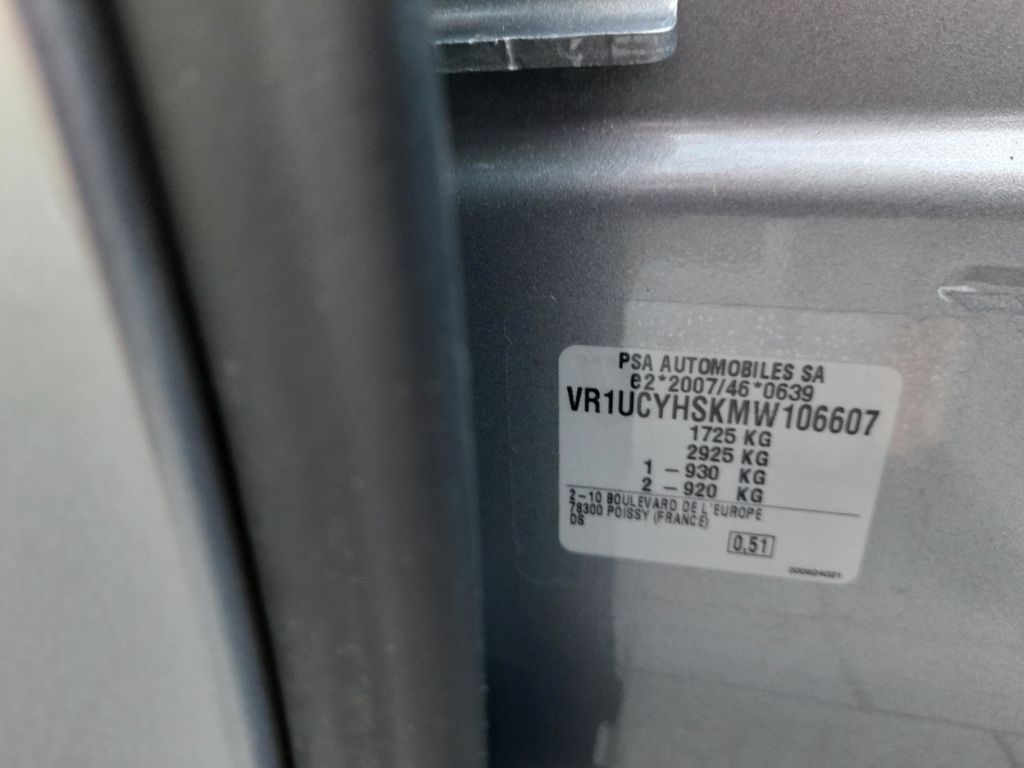 PSA AUTOMOBILES SA
e2*2007/46*0639
VR1UCYHSKMW106607
1725 KG
2925 KG
1 - 930 KG
2 - 920 KG
2-10 BOULEVARD DE L'EUROPE
78300 POISSY (FRANCE)
DS
0,51